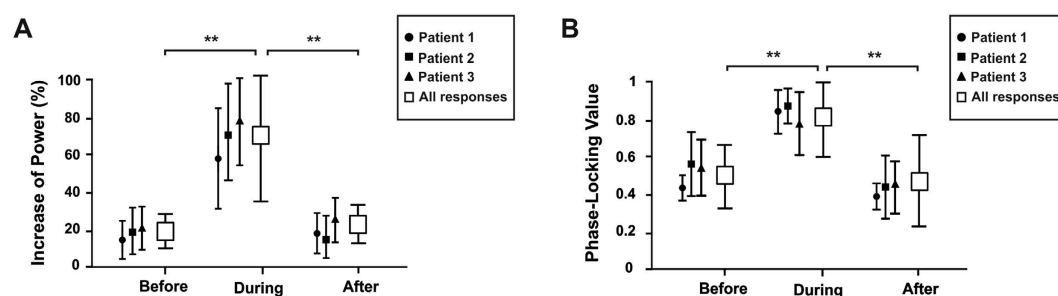 A
**
**
Patient 1
Patient 2
Patient 3
All responses
Increase of Power (%)
100
80
60
40
20
0
Before
During
After
B
**
**
Patient 1
Patient 2
Patient 3
All responses
Phase-Locking Value
1
0.8
0.6
0.4
0.2
0
Before
During
After